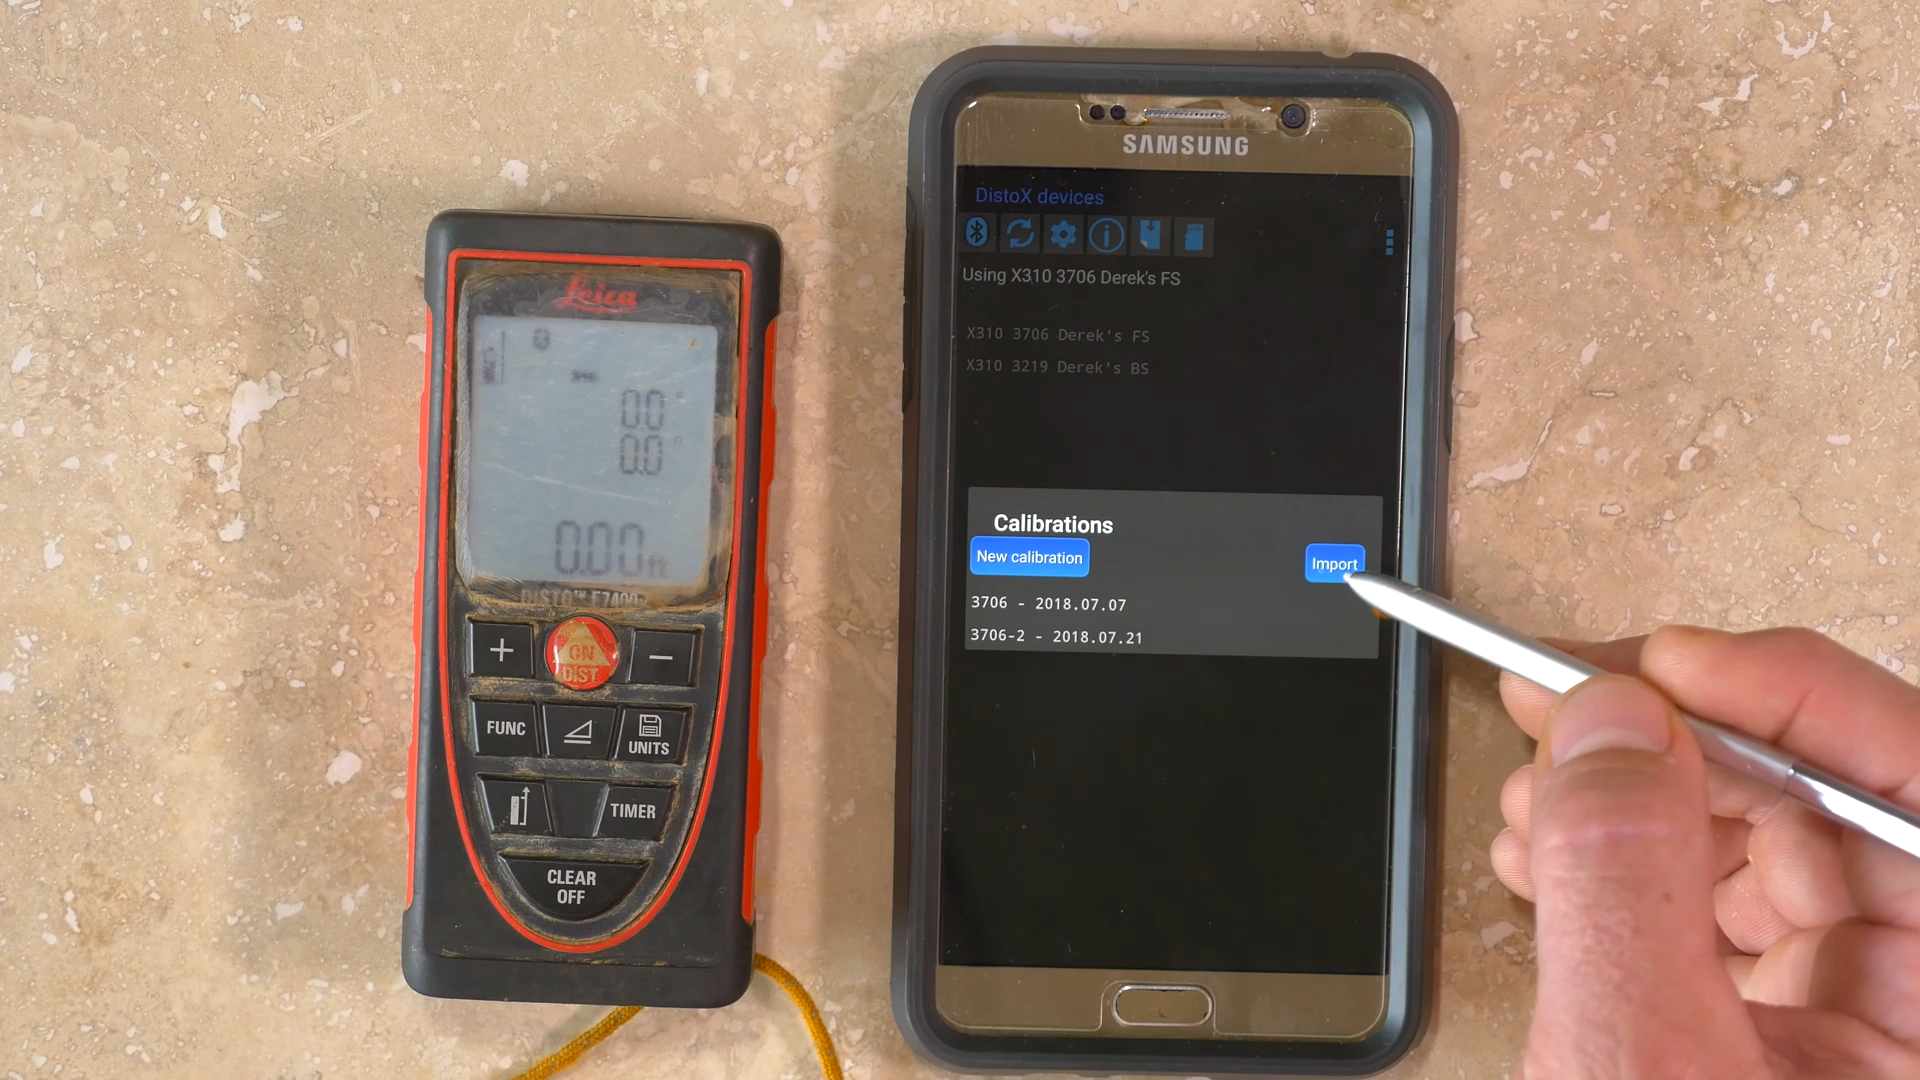 Leica
0.0°
0.0°
0.00 ft
DISTO™ E7400x
+
ON
DIST
−
FUNC
UNITS
TIMER
CLEAR
OFF
SAMSUNG
DistoX devices
Using X310 3706 Derek's FS
X310 3706 Derek's FS
X310 3219 Derek's BS
Calibrations
New calibration
Import
3706 - 2018.07.07
3706-2 - 2018.07.21